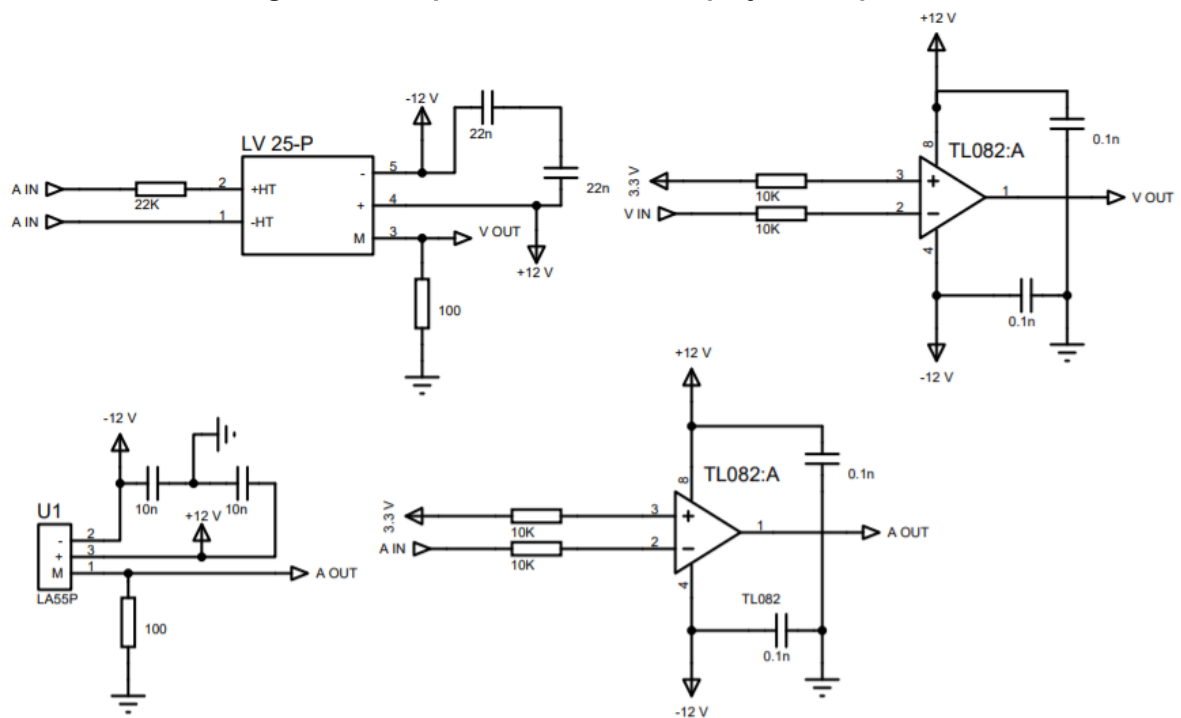 +12 V
-12 V
22n
LV 25-P
TL082:A
0.1n
8
5
-
A IN
2
+HT
22K
22n
3.3 V
3
+
10K
1
V OUT
A IN
1
-HT
+
4
V IN
2
−
10K
M
3
V OUT
4
+12 V
100
0.1n
-12 V
+12 V
-12 V
TL082:A
8
0.1n
10n
10n
U1
+12 V
3.3 V
3
+
10K
1
A OUT
-
2
A IN
2
−
10K
+
3
M
1
A OUT
LA55P
4
TL082
100
0.1n
-12 V